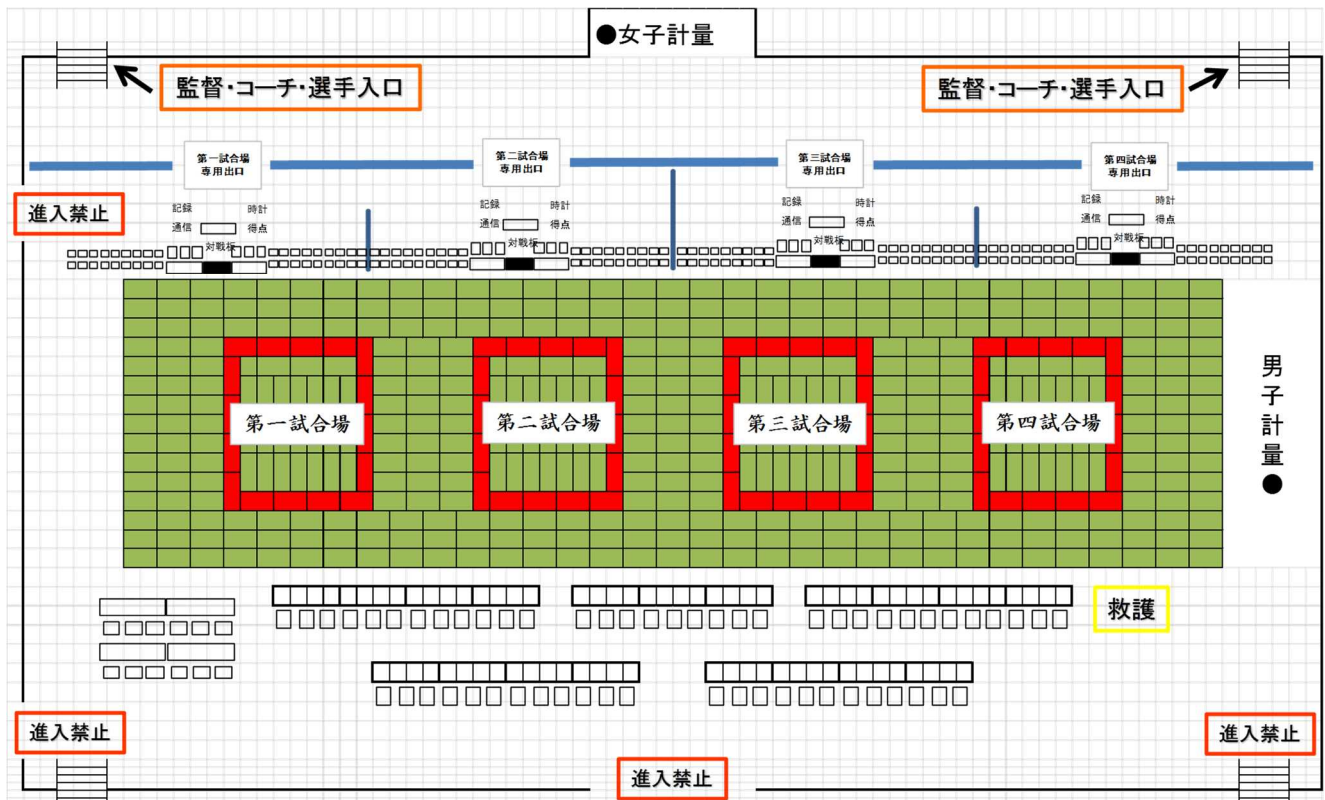 ●女子計量
監督・コーチ・選手入口
監督・コーチ・選手入口
第一試合場
専用出口
第二試合場
専用出口
第三試合場
専用出口
第四試合場
専用出口
進入禁止
記録 時計
通信 得点
対戦板
記録 時計
通信 得点
対戦板
記録 時計
通信 得点
対戦板
記録 時計
通信 得点
対戦板
第一試合場
第二試合場
第三試合場
第四試合場
男子計量●
救護
進入禁止
進入禁止
進入禁止